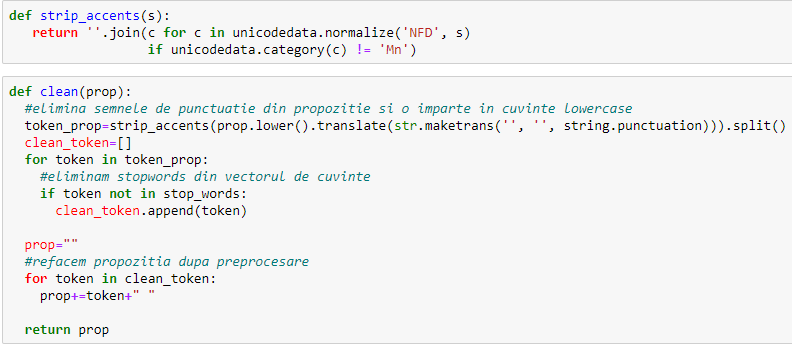 def strip_accents(s):
   return ''.join(c for c in unicodedata.normalize('NFD', s)
                  if unicodedata.category(c) != 'Mn')
def clean(prop):
  #elimina semnele de punctuatie din propozitie si o imparte in cuvinte lowercase
  token_prop=strip_accents(prop.lower().translate(str.maketrans('', '', string.punctuation))).split()
  clean_token=[]
  for token in token_prop:
    #eliminam stopwords din vectorul de cuvinte
    if token not in stop_words:
      clean_token.append(token)
  prop=""
  #refacem propozitia dupa preprocesare
  for token in clean_token:
    prop+=token+" "
  return prop